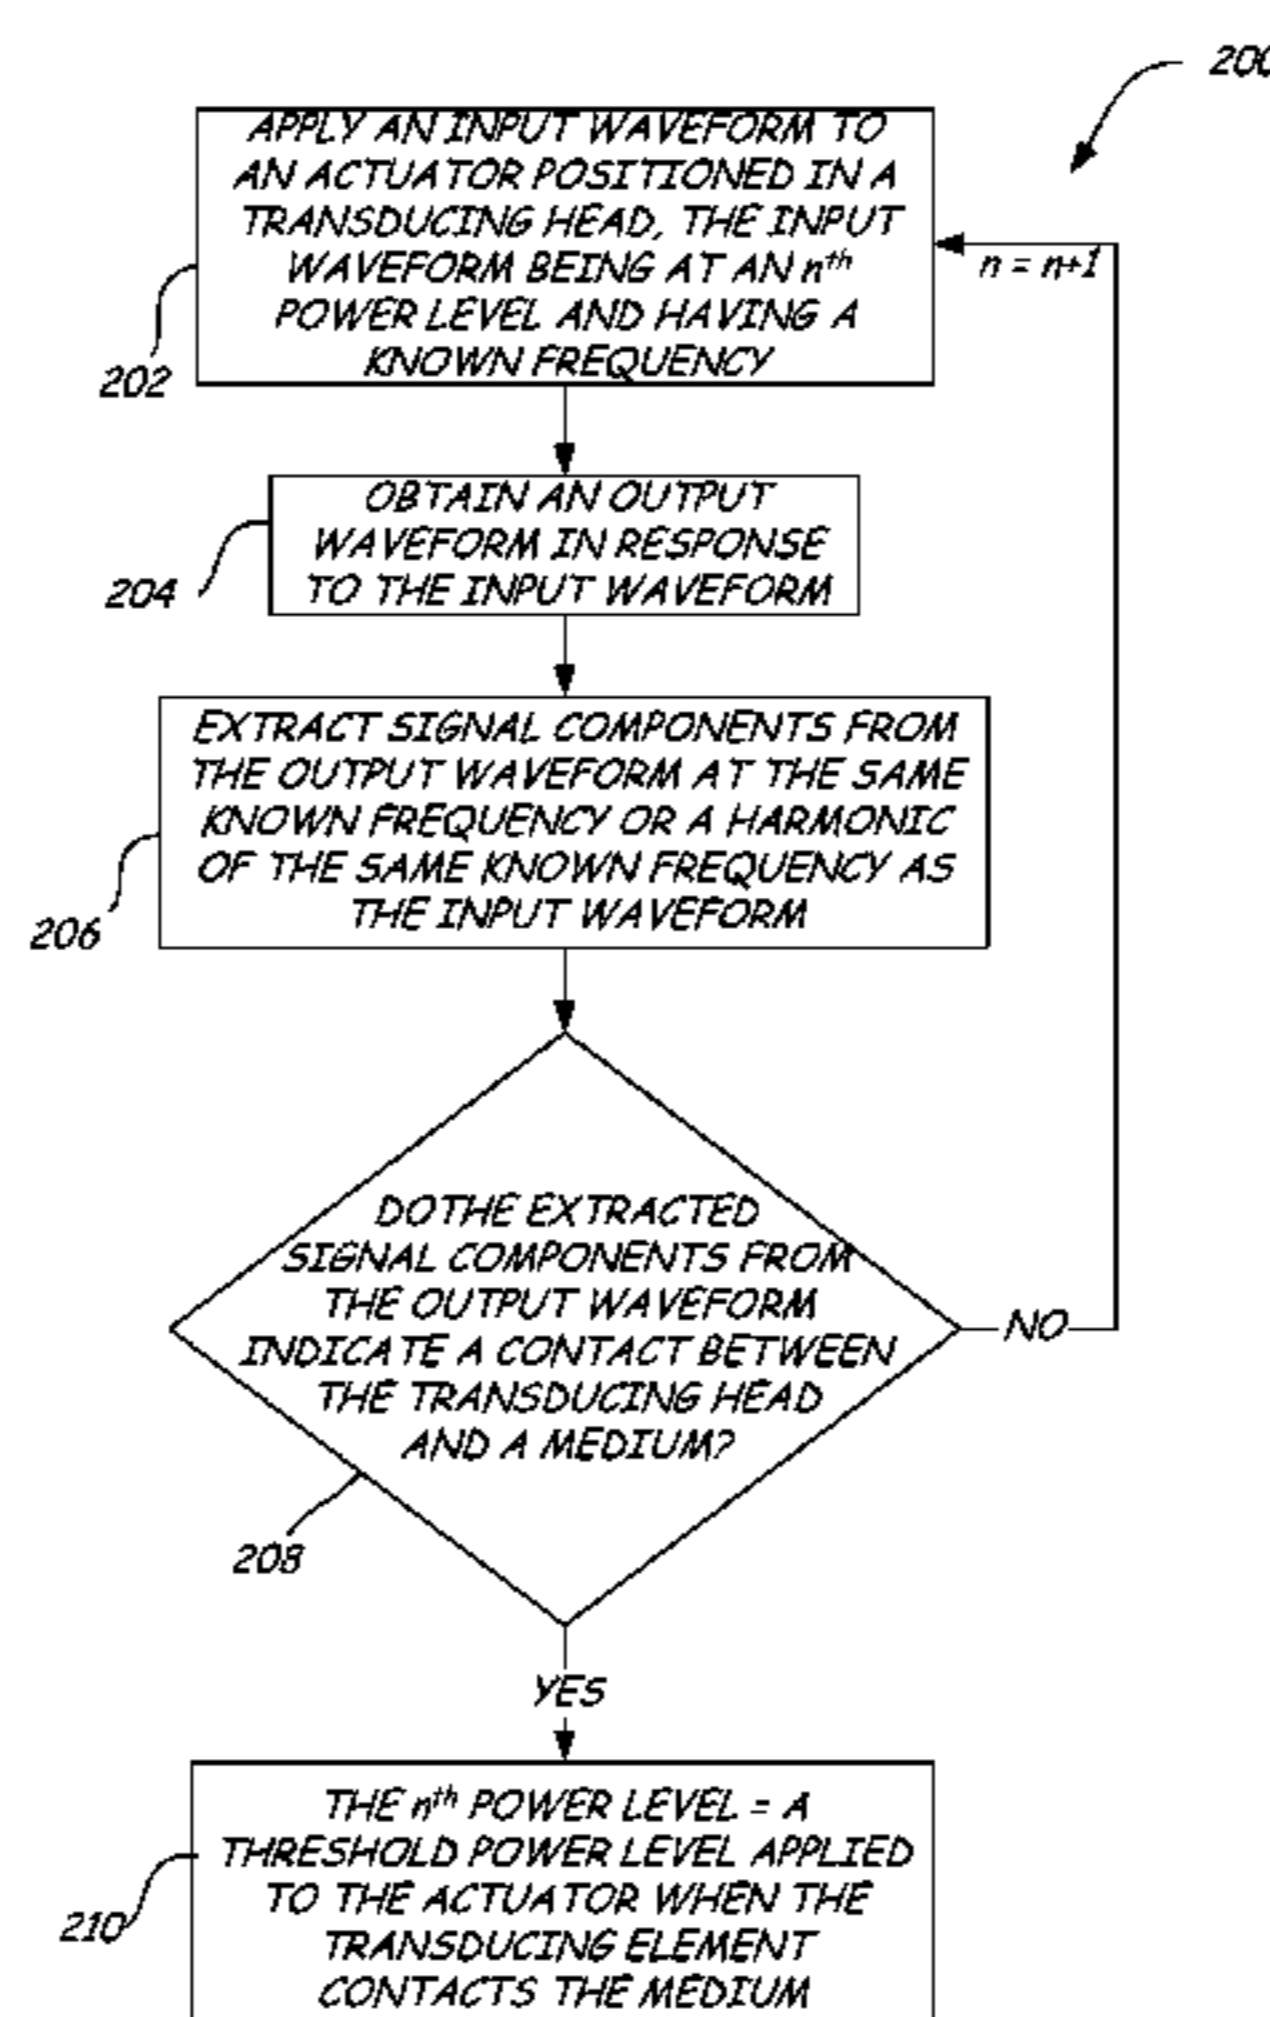 200
APPLY AN INPUT WAVEFORM TO
AN ACTUATOR POSITIONED IN A
TRANSDUCING HEAD, THE INPUT
WAVEFORM BEING AT AN nth
POWER LEVEL AND HAVING A
KNOWN FREQUENCY
n = n+1
202
OBTAIN AN OUTPUT
WAVEFORM IN RESPONSE
TO THE INPUT WAVEFORM
204
EXTRACT SIGNAL COMPONENTS FROM
THE OUTPUT WAVEFORM AT THE SAME
KNOWN FREQUENCY OR A HARMONIC
OF THE SAME KNOWN FREQUENCY AS
THE INPUT WAVEFORM
206
DOTHE EXTRACTED
SIGNAL COMPONENTS FROM
THE OUTPUT WAVEFORM
INDICATE A CONTACT BETWEEN
THE TRANSDUCING HEAD
AND A MEDIUM?
NO
208
YES
THE nth POWER LEVEL = A
THRESHOLD POWER LEVEL APPLIED
TO THE ACTUATOR WHEN THE
TRANSDUCING ELEMENT
CONTACTS THE MEDIUM
210